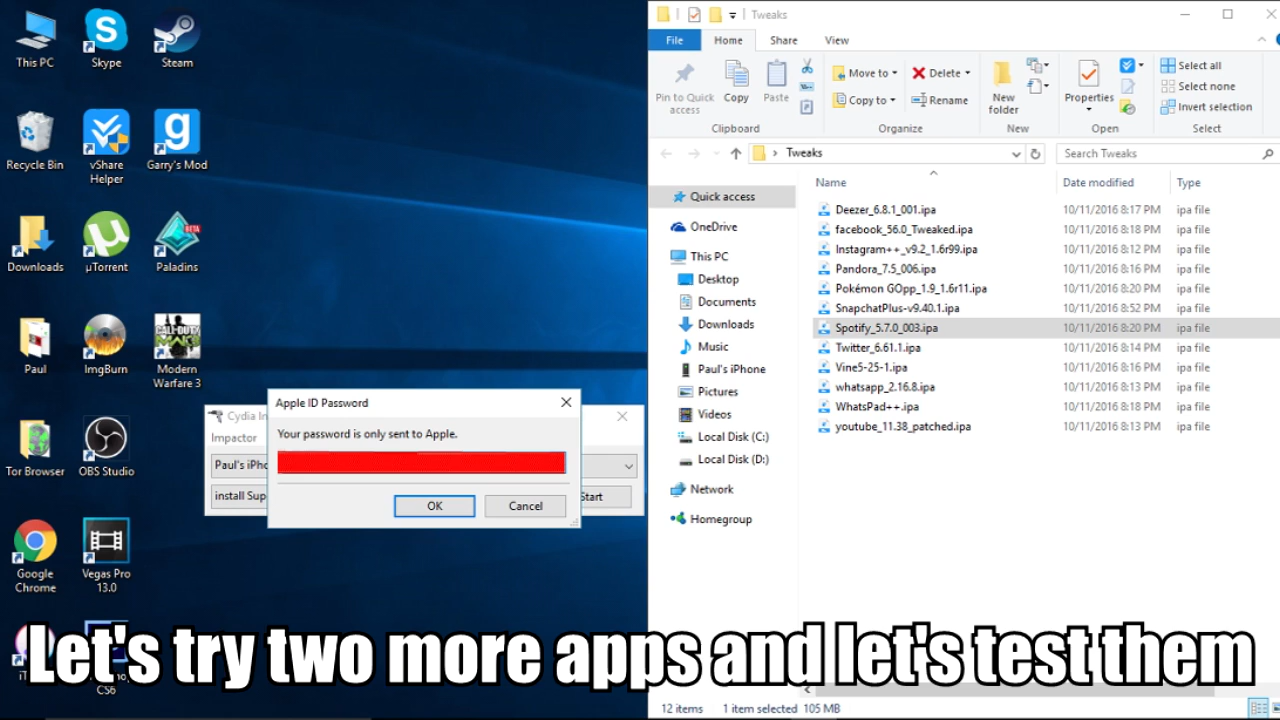 This PC
Skype
Steam
Recycle Bin
vShare
Helper
Garry's Mod
Downloads
µTorrent
BETA
Paladins
Paul
ImgBurn
CALL OF DUTY
MW3
Modern
Warfare 3
Tor Browser
OBS Studio
Google
Chrome
Vegas Pro
13.0
CS6
Cydia Im
Impactor
Paul's iPho
install Sup
Start
Apple ID Password
Your password is only sent to Apple.
OK
Cancel
Tweaks
File
Home
Share
View
Pin to Quick
access
Copy
Paste
Clipboard
Move to
Copy to
Delete
Rename
Organize
New
folder
New
Properties
Open
Select all
Select none
Invert selection
Select
Tweaks
Search Tweaks
Quick access
OneDrive
This PC
Desktop
Documents
Downloads
Music
Paul's iPhone
Pictures
Videos
Local Disk (C:)
Local Disk (D:)
Network
Homegroup
Name Date modified Type
Deezer_6.8.1_001.ipa 10/11/2016 8:17 PM ipa file
facebook_56.0_Tweaked.ipa 10/11/2016 8:18 PM ipa file
Instagram++_v9.2_1.6r99.ipa 10/11/2016 8:12 PM ipa file
Pandora_7.5_006.ipa 10/11/2016 8:16 PM ipa file
Pokémon GOpp_1.9_1.6r11.ipa 10/11/2016 8:20 PM ipa file
SnapchatPlus-v9.40.1.ipa 10/11/2016 8:52 PM ipa file
Spotify_5.7.0_003.ipa 10/11/2016 8:20 PM ipa file
Twitter_6.61.1.ipa 10/11/2016 8:14 PM ipa file
Vine5-25-1.ipa 10/11/2016 8:17 PM ipa file
whatsapp_2.16.8.ipa 10/11/2016 8:13 PM ipa file
WhatsPad++.ipa 10/11/2016 8:18 PM ipa file
youtube_11.38_patched.ipa 10/11/2016 8:13 PM ipa file
Let's try two more apps and let's test them
12 items 1 item selected 105 MB